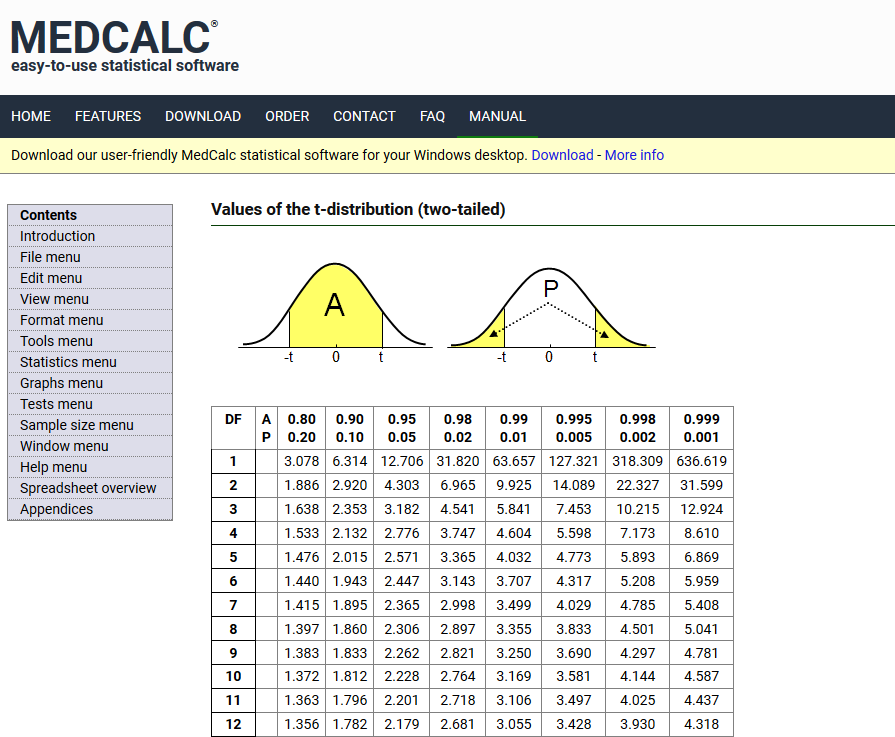 MEDCALC®
easy-to-use statistical software
HOME FEATURES DOWNLOAD ORDER CONTACT FAQ MANUAL
Download our user-friendly MedCalc statistical software for your Windows desktop. Download - More info
Contents
Introduction
File menu
Edit menu
View menu
Format menu
Tools menu
Statistics menu
Graphs menu
Tests menu
Sample size menu
Window menu
Help menu
Spreadsheet overview
Appendices
Values of the t-distribution (two-tailed)
A P
-t 0 t -t 0 t
DF A 0.80 0.90 0.95 0.98 0.99 0.995 0.998 0.999
P 0.20 0.10 0.05 0.02 0.01 0.005 0.002 0.001
1 3.078 6.314 12.706 31.820 63.657 127.321 318.309 636.619
2 1.886 2.920 4.303 6.965 9.925 14.089 22.327 31.599
3 1.638 2.353 3.182 4.541 5.841 7.453 10.215 12.924
4 1.533 2.132 2.776 3.747 4.604 5.598 7.173 8.610
5 1.476 2.015 2.571 3.365 4.032 4.773 5.893 6.869
6 1.440 1.943 2.447 3.143 3.707 4.317 5.208 5.959
7 1.415 1.895 2.365 2.998 3.499 4.029 4.785 5.408
8 1.397 1.860 2.306 2.897 3.355 3.833 4.501 5.041
9 1.383 1.833 2.262 2.821 3.250 3.690 4.297 4.781
10 1.372 1.812 2.228 2.764 3.169 3.581 4.144 4.587
11 1.363 1.796 2.201 2.718 3.106 3.497 4.025 4.437
12 1.356 1.782 2.179 2.681 3.055 3.428 3.930 4.318